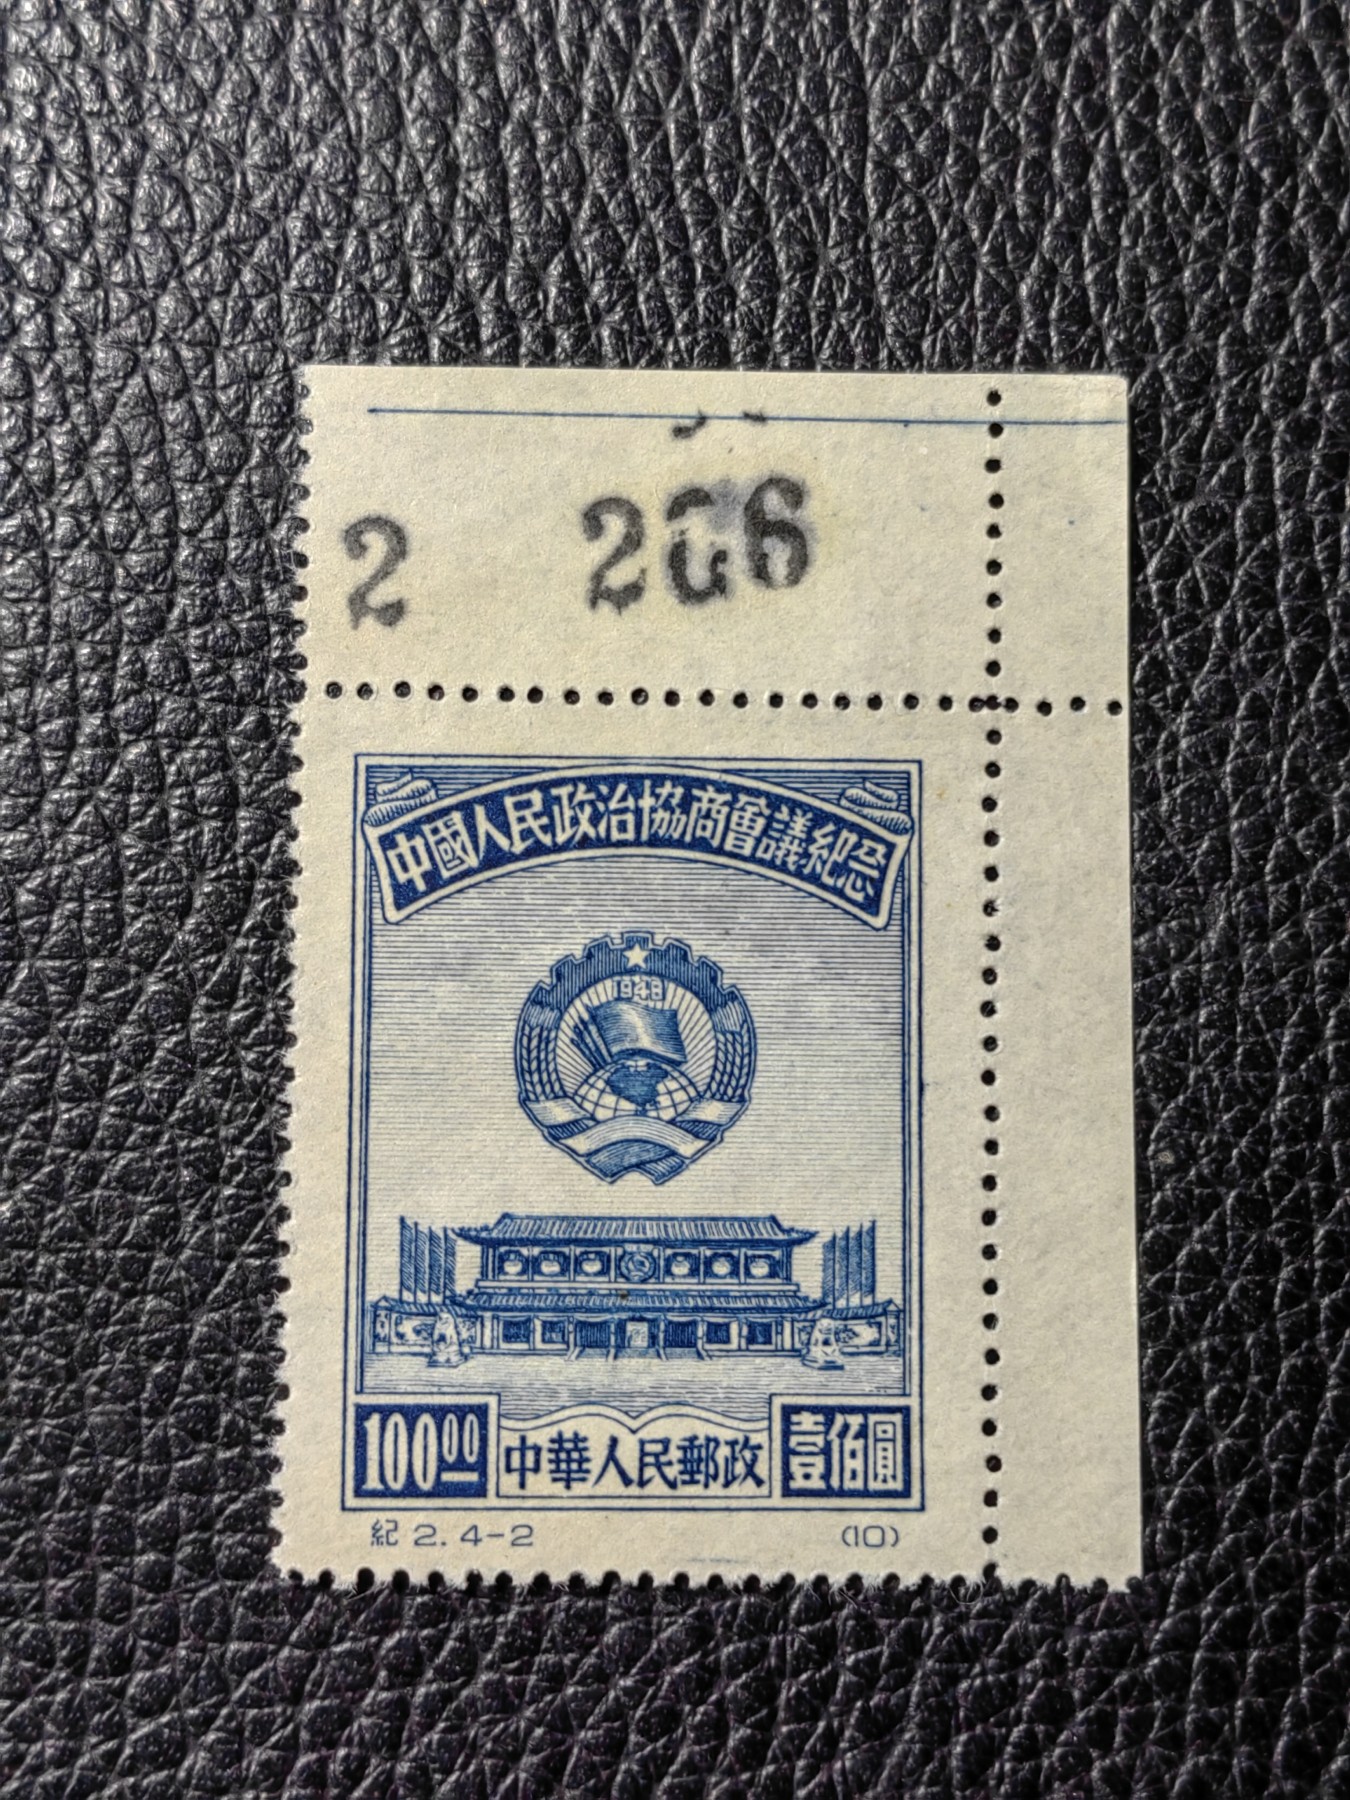 2 266
中國人民政治協商會議紀念
1949
100.00 中華人民郵政 壹佰圓
紀 2. 4-2 (10)